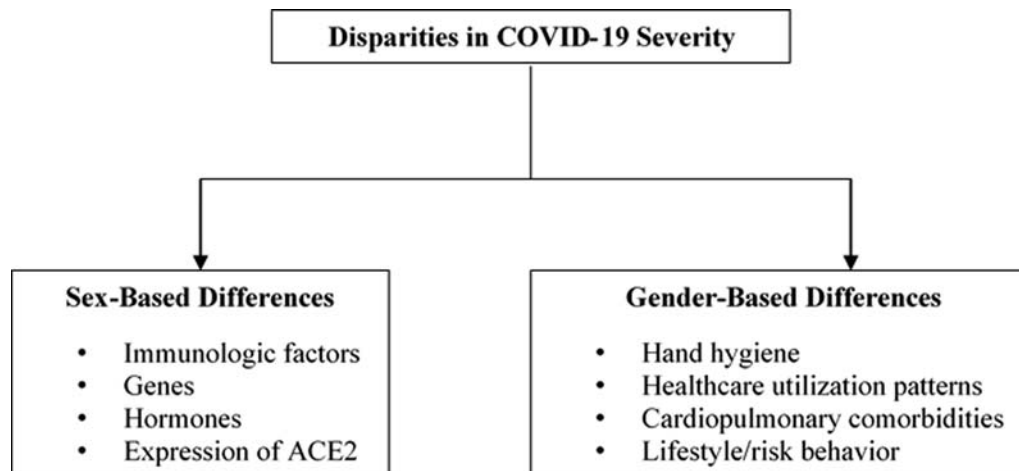 Disparities in COVID-19 Severity
Sex-Based Differences
• Immunologic factors
• Genes
• Hormones
• Expression of ACE2
Gender-Based Differences
• Hand hygiene
• Healthcare utilization patterns
• Cardiopulmonary comorbidities
• Lifestyle/risk behavior